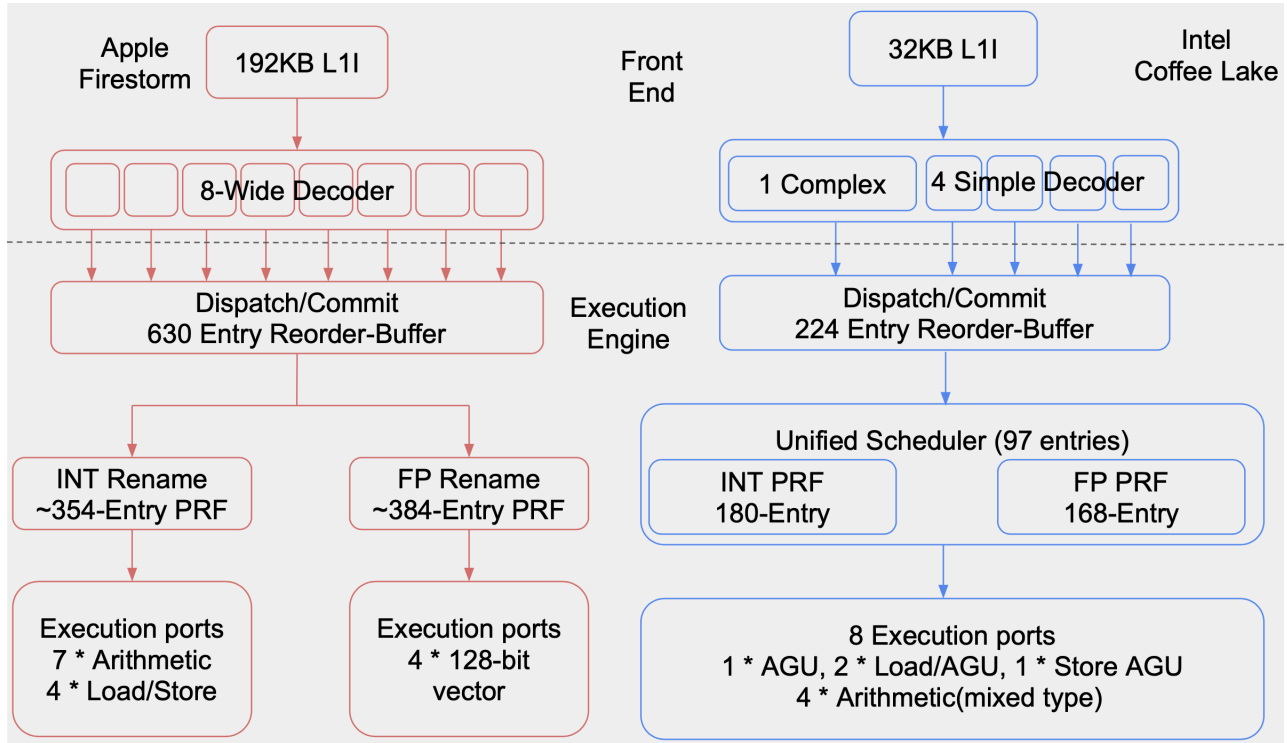 Apple
Firestorm
192KB L1I
Front
End
32KB L1I
Intel
Coffee Lake
8-Wide Decoder
1 Complex
4 Simple Decoder
Dispatch/Commit
630 Entry Reorder-Buffer
Execution
Engine
Dispatch/Commit
224 Entry Reorder-Buffer
INT Rename
~354-Entry PRF
FP Rename
~384-Entry PRF
Unified Scheduler (97 entries)
INT PRF
180-Entry
FP PRF
168-Entry
Execution ports
7 * Arithmetic
4 * Load/Store
Execution ports
4 * 128-bit
vector
8 Execution ports
1 * AGU, 2 * Load/AGU, 1 * Store AGU
4 * Arithmetic(mixed type)